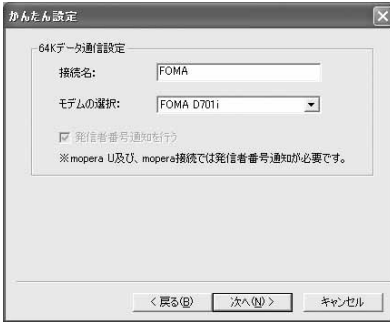 かんたん設定
64Kデータ通信設定
接続名: FOMA
モデムの選択: FOMA D701i
発信者番号通知を行う
※mopera U及び、mopera接続では発信者番号通知が必要です。
< 戻る(B) 次へ(N) > キャンセル